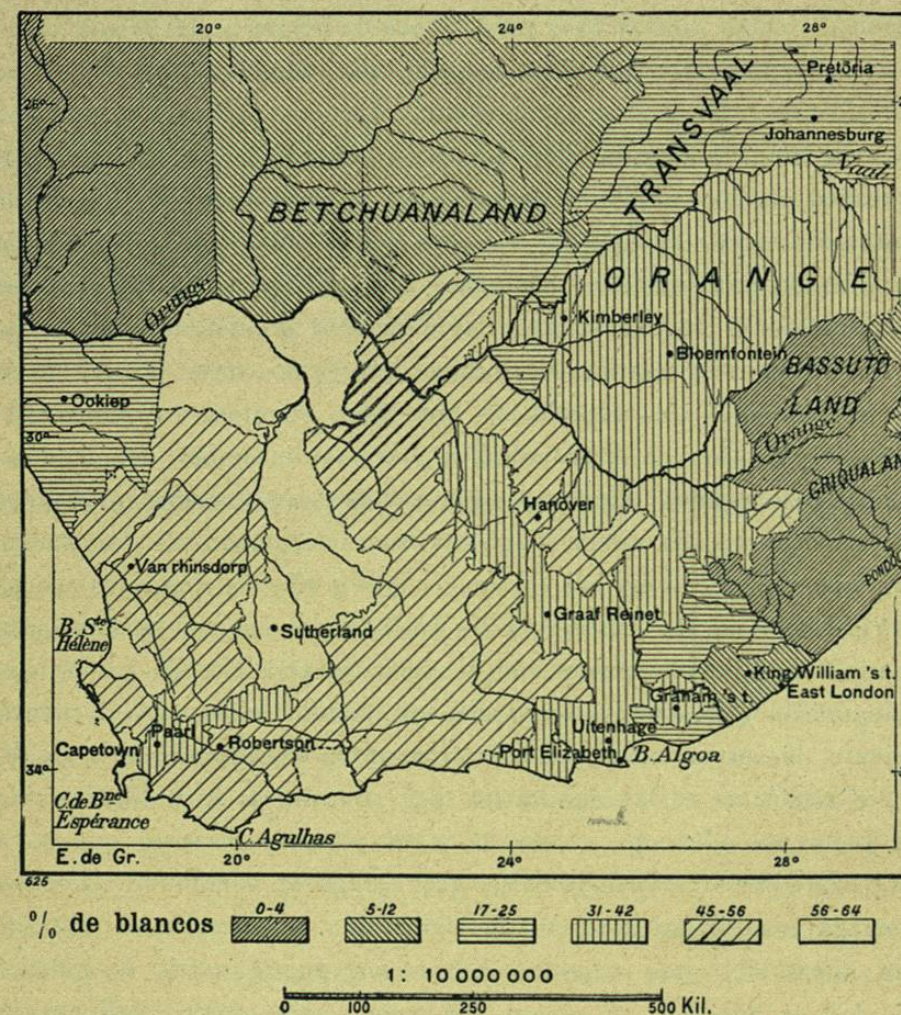 20° 24° 28°
Pretōria
26°
Johannesburg
TRANSVAAL
Vaal
BETCHUANALAND
ORANGE
Orange
Kimberley
Bloemfontein
BASSUTO
LAND
Ookiep
30°
Orange
GRIQUALAN
Hanover
Van rhinsdorp
PONDO
Graaf Reinet
B. Ste
Hélène
Sutherland
King William 's t.
East London
Graham 's t.
Paarl
Uitenhage
Capetown
Robertson
Port Elizabeth
B. Algoa
34°
C. de Bne
Espérance
C. Agulhas
E. de Gr.
20° 24° 28°
625
% de blancos 0-4 5-12 17-25 31-42 45-56 56-64
1: 10 000 000
0 100 250 500 Kil.